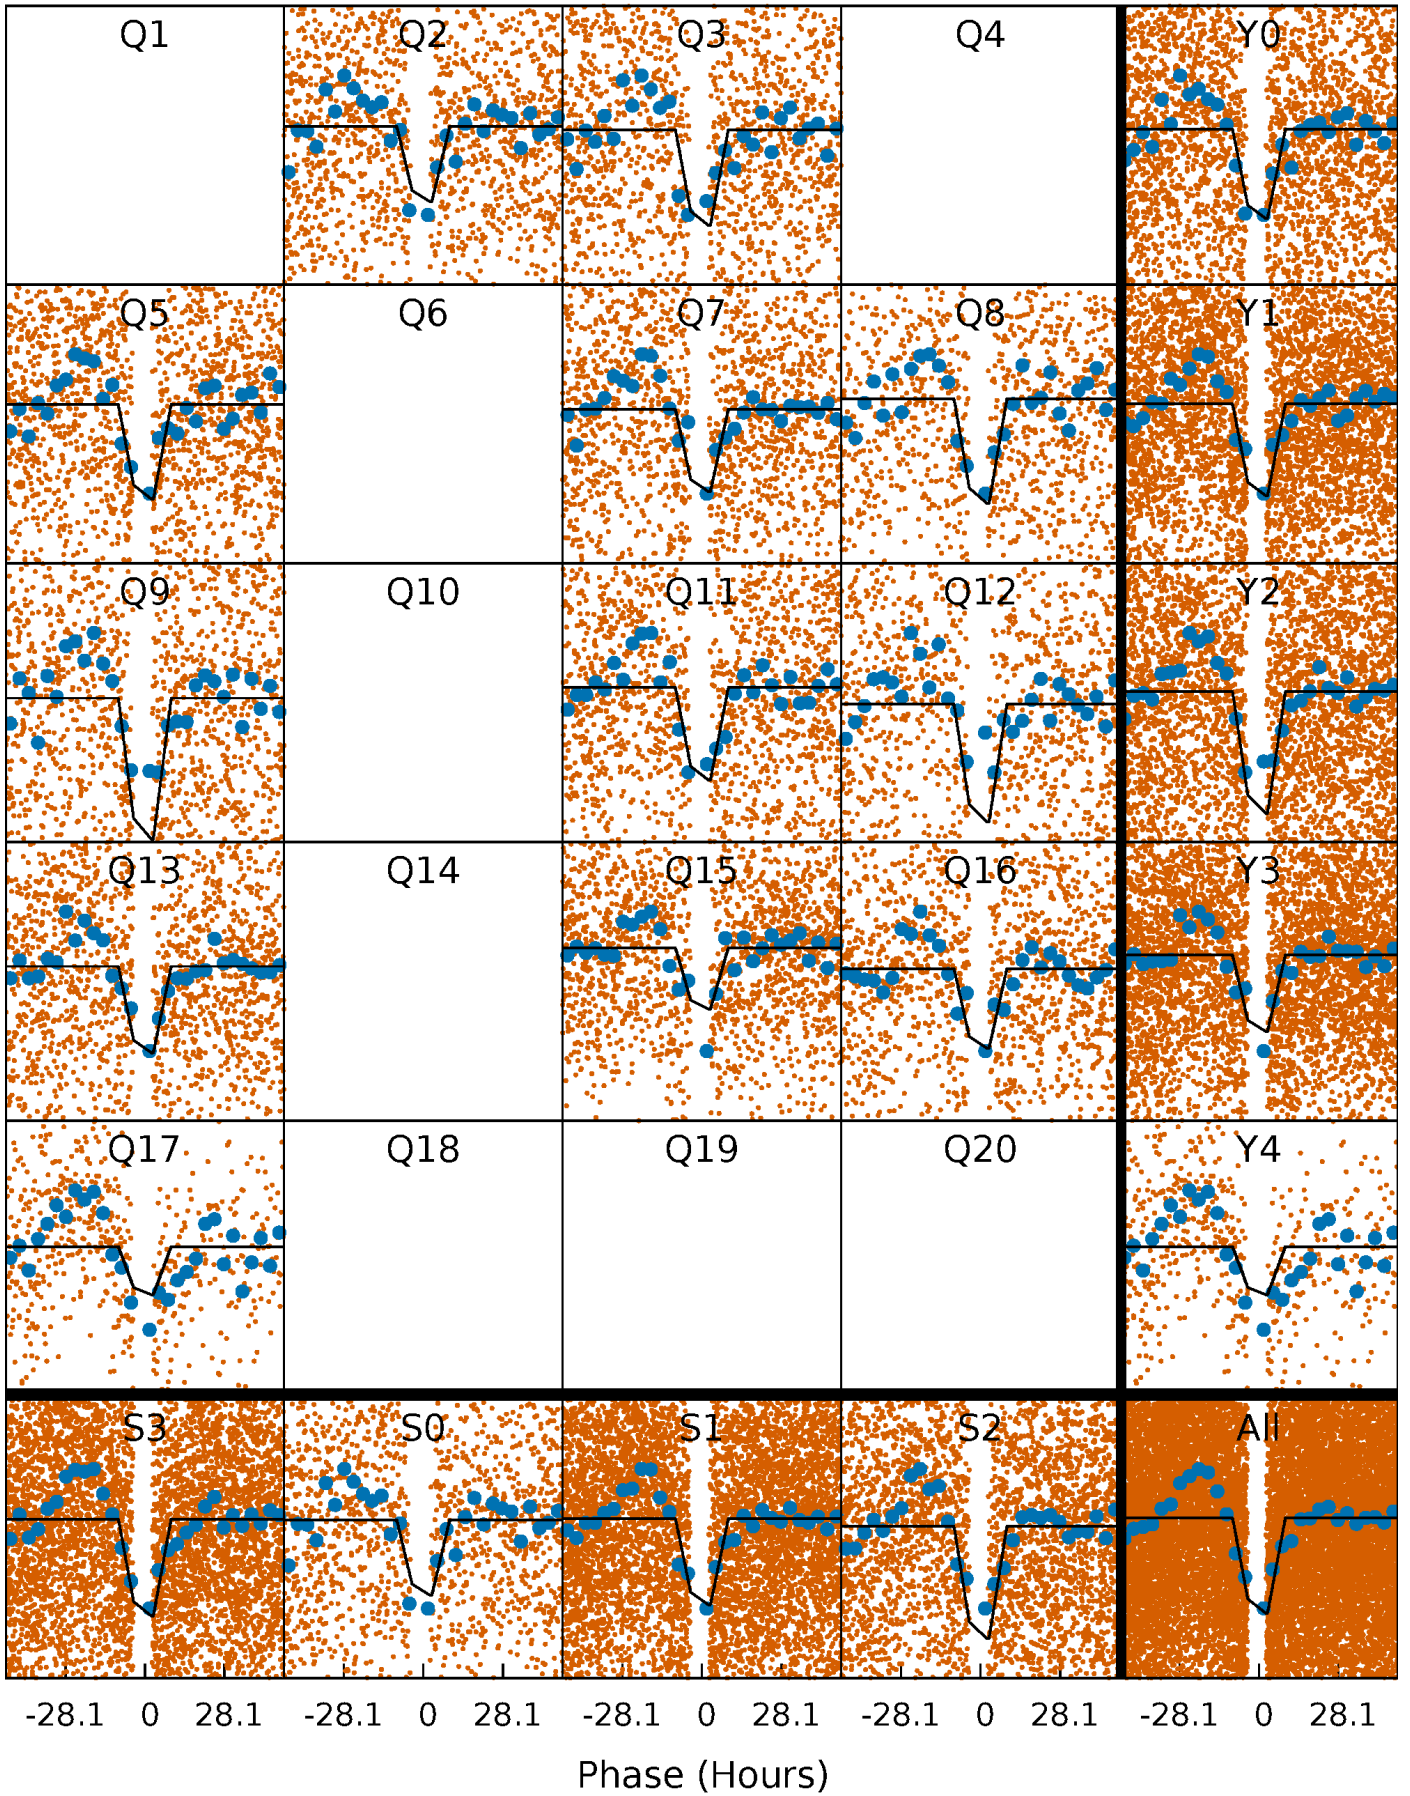 Q1 Q2 Q3 Q4 Y0
Q5 Q6 Q7 Q8 Y1
Q9 Q10 Q11 Q12 Y2
Q13 Q14 Q15 Q16 Y3
Q17 Q18 Q19 Q20 Y4
S3 S0 S1 S2 All
-28.1 0 28.1 -28.1 0 28.1 -28.1 0 28.1 -28.1 0 28.1 -28.1 0 28.1
Phase (Hours)